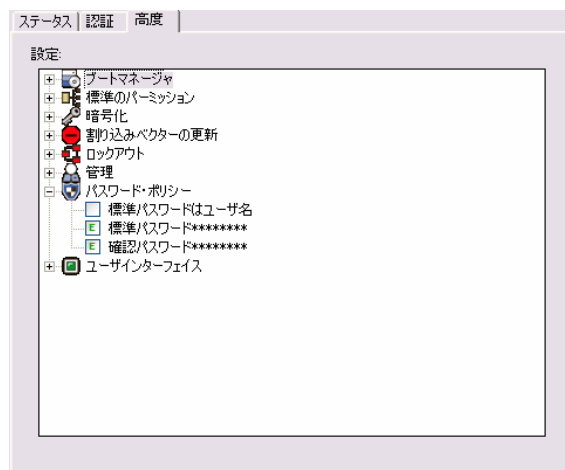 ステータス 認証 高度
設定:
ブートマネージャ
標準のパーミッション
暗号化
割り込みベクターの更新
ロックアウト
管理
パスワード・ポリシー
標準パスワードはユーザ名
E 標準パスワード********
E 確認パスワード********
ユーザインターフェイス